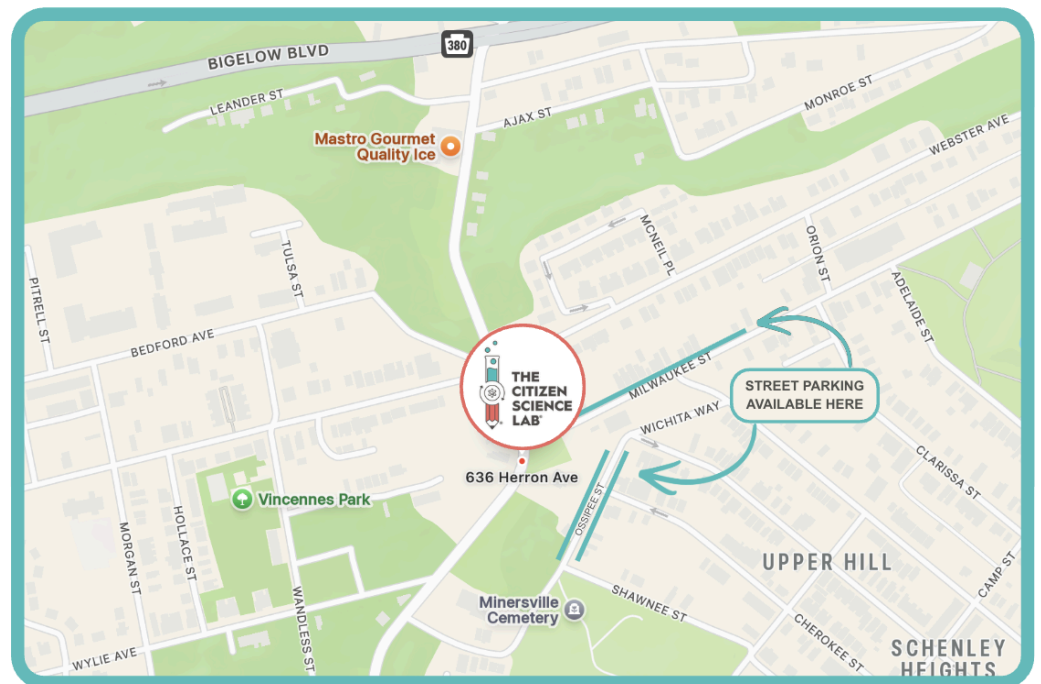 BIGELOW BLVD
380
LEANDER ST
AJAX ST
MONROE ST
Mastro Gourmet
Quality Ice
WEBSTER AVE
MCNEIL PL
ORION ST
TULSA ST
PITRELL ST
ADELAIDE ST
BEDFORD AVE
THE
CITIZEN
SCIENCE
LAB
MILWAUKEE ST
STREET PARKING
AVAILABLE HERE
WICHITA WAY
636 Herron Ave
CLARISSA ST
Vincennes Park
OSSIPEE ST
MORGAN ST
HOLLACE ST
UPPER HILL
CAMP ST
WANDLESS ST
SHAWNEE ST
Minersville
Cemetery
CHEROKEE ST
WYLIE AVE
SCHENLEY
HEIGHTS